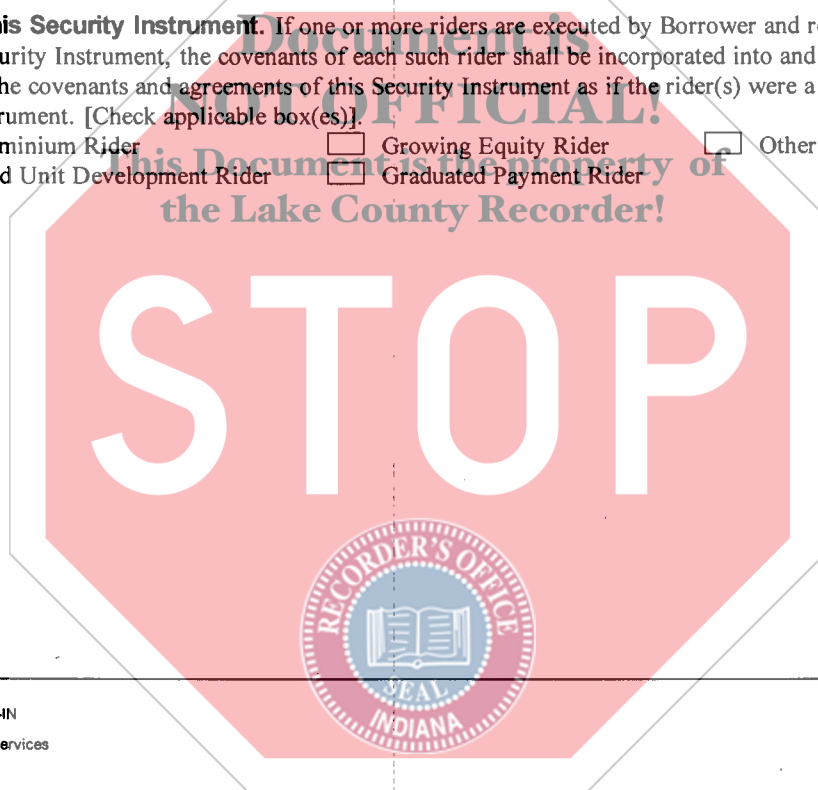 is Security Instrument. If one or more riders are executed by Borrower and r
urity Instrument, the covenants of each such rider shall be incorporated into and
he covenants and agreements of this Security Instrument as if the rider(s) were a
rument. [Check applicable box(es)].
minium Rider Growing Equity Rider Other
d Unit Development Rider Graduated Payment Rider
Document is
NOT OFFICIAL!
This Document is the property of
the Lake County Recorder!
STOP
RECORDER'S OFFICE
SEAL
INDIANA
IN
ervices